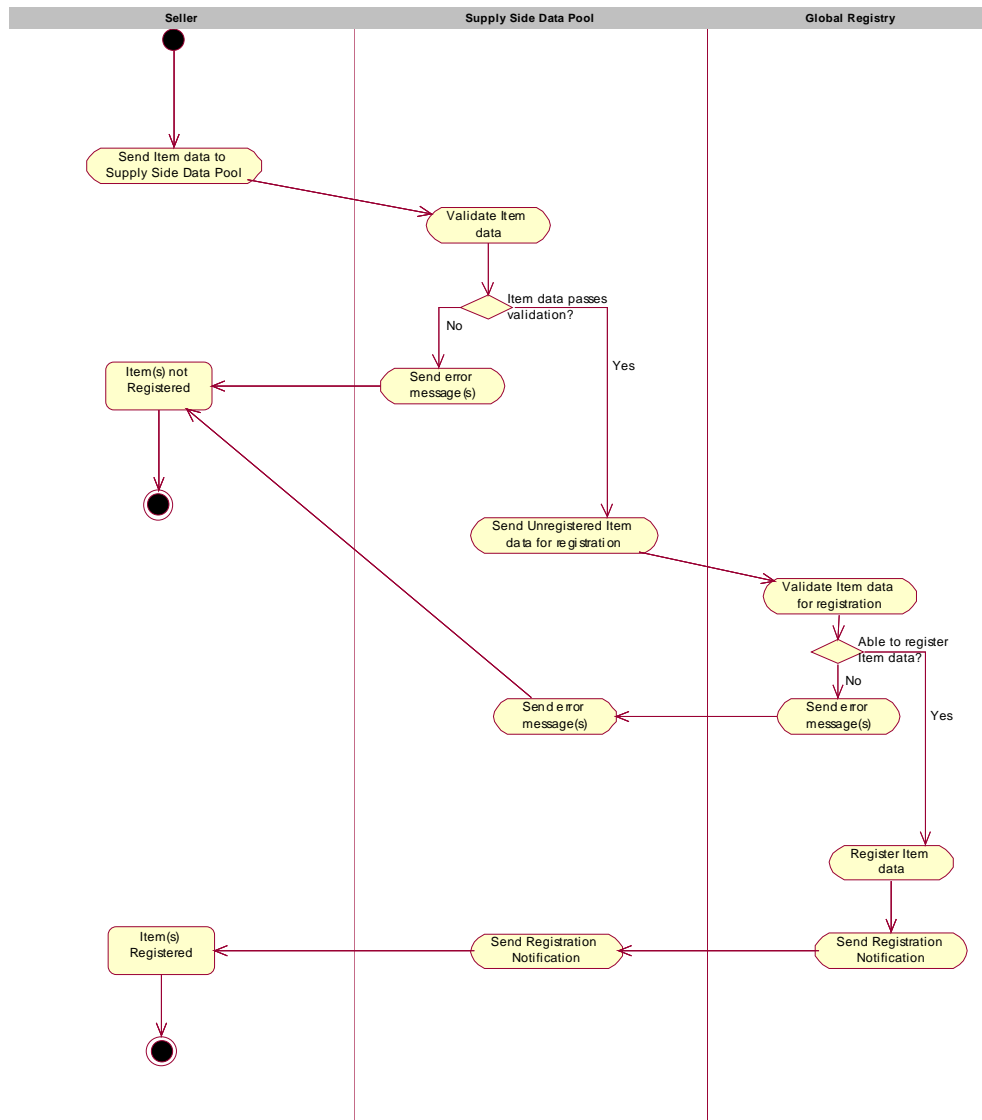 Seller
Supply Side Data Pool
Global Registry
Send Item data to
Supply Side Data Pool
Validate Item
data
Item data passes
validation?
No
Yes
Item(s) not
Registered
Send error
message(s)
Send Unregistered Item
data for registration
Validate Item data
for registration
Able to register
Item data?
No
Yes
Send error
message(s)
Send error
message(s)
Register Item
data
Item(s)
Registered
Send Registration
Notification
Send Registration
Notification